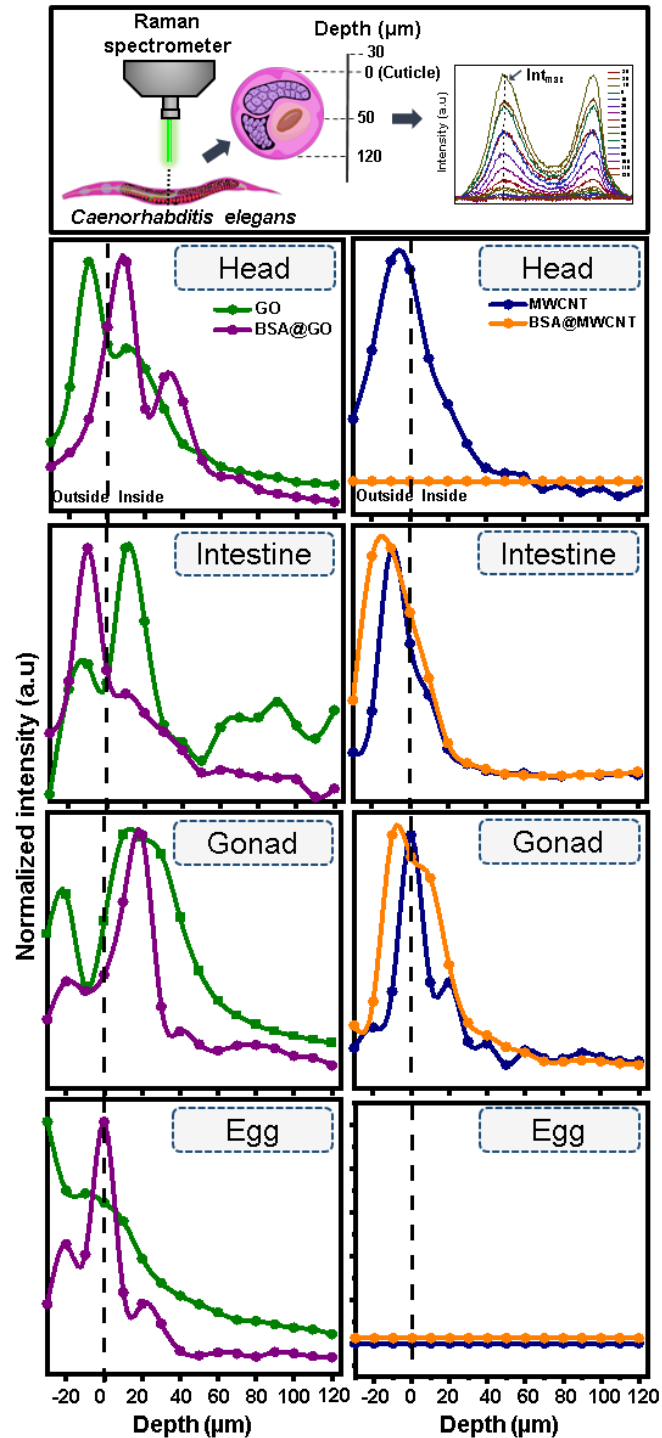 Raman
spectrometer
Depth (µm)
30
0 (Cuticle)
50
120
Caenorhabditis elegans
Intensity (a.u)
Intmax
Head
GO
BSA@GO
Outside Inside
Head
MWCNT
BSA@MWCNT
Outside Inside
Intestine
Intestine
Normalized intensity (a.u)
Gonad
Gonad
Egg
Egg
-20 0 20 40 60 80 100 120
Depth (µm)
-20 0 20 40 60 80 100 120
Depth (µm)